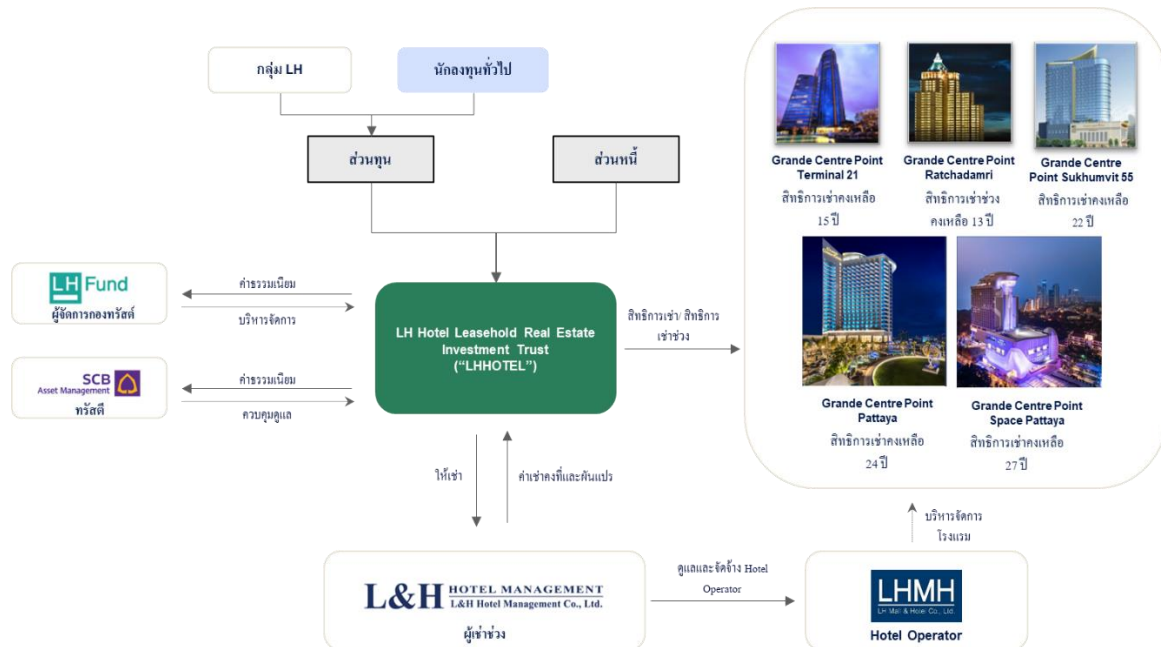 กลุ่ม LH
นักลงทุนทั่วไป
ส่วนทุน
ส่วนหนี้
LH Fund
ผู้จัดการกองทรัสต์
ค่าธรรมเนียม
บริหารจัดการ
SCB
Asset Management
ทรัสตี
ค่าธรรมเนียม
ควบคุมดูแล
LH Hotel Leasehold Real Estate
Investment Trust
(“LHHOTEL”)
สิทธิการเช่า/ สิทธิการ
เช่าช่วง
Grande Centre Point
Terminal 21
สิทธิการเช่าคงเหลือ
15 ปี
Grande Centre Point
Ratchadamri
สิทธิการเช่าช่วง
คงเหลือ 13 ปี
Grande Centre
Point Sukhumvit 55
สิทธิการเช่าคงเหลือ
22 ปี
Grande Centre Point
Pattaya
สิทธิการเช่าคงเหลือ
24 ปี
Grande Centre Point
Space Pattaya
สิทธิการเช่าคงเหลือ
27 ปี
ให้เช่า
ค่าเช่าคงที่และผันแปร
บริหารจัดการ
โรงแรม
L&H HOTEL MANAGEMENT
L&H Hotel Management Co., Ltd.
ผู้เช่าช่วง
ดูแลและจัดจ้าง Hotel
Operator
LHMH
LH Mall & Hotel Co., Ltd.
Hotel Operator